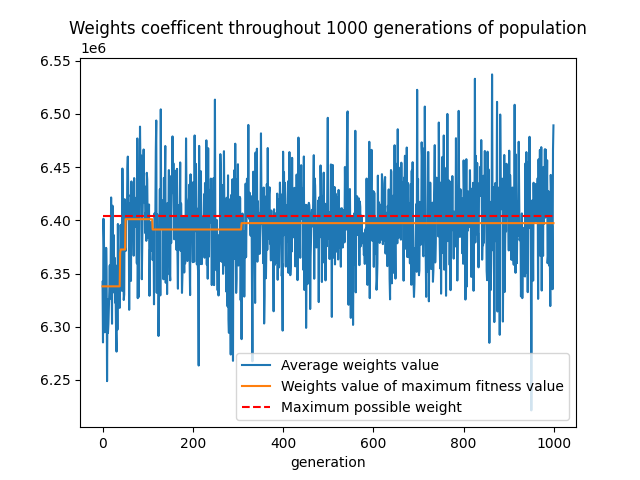 Weights coefficent throughout 1000 generations of population
1e6
6.55
6.50
6.45
6.40
6.35
6.30
6.25
Average weights value
Weights value of maximum fitness value
Maximum possible weight
0 200 400 600 800 1000
generation